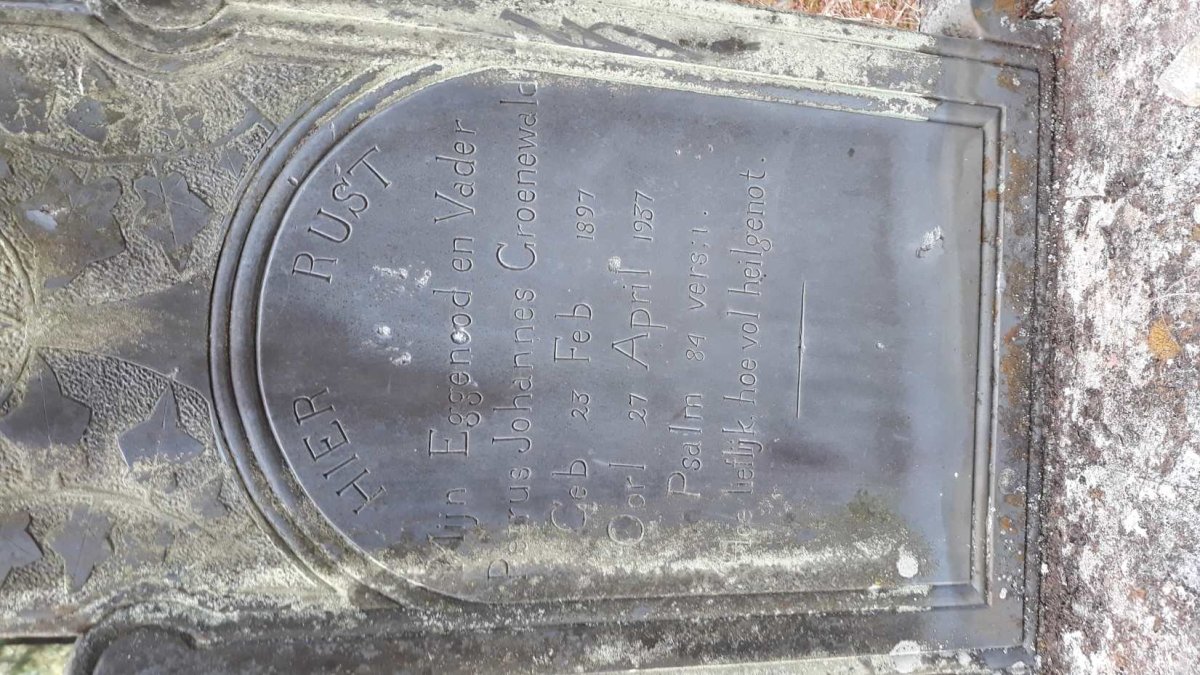 HIER RUST
Mijn Eggenood en Vader
Petrus Johannes Groenewald
Geb 23 Feb 1897
Oorl 27 April 1937
Psalm 84 vers:1.
Hoe lieflijk hoe vol heilgenot.